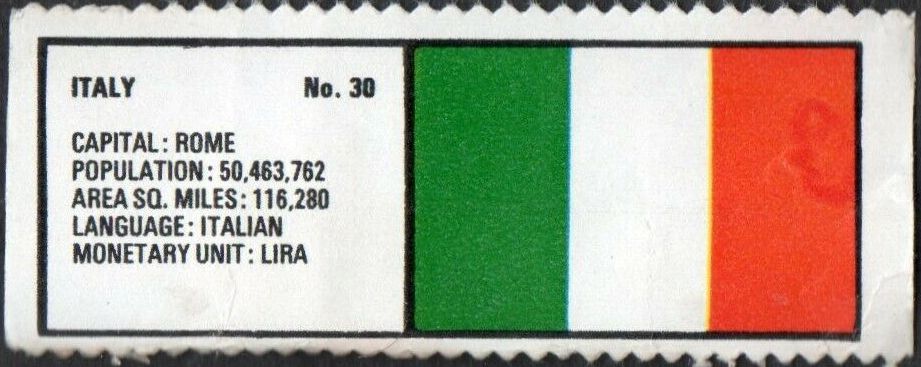 ITALY No. 30
CAPITAL: ROME
POPULATION: 50,463,762
AREA SQ. MILES: 116,280
LANGUAGE: ITALIAN
MONETARY UNIT: LIRA